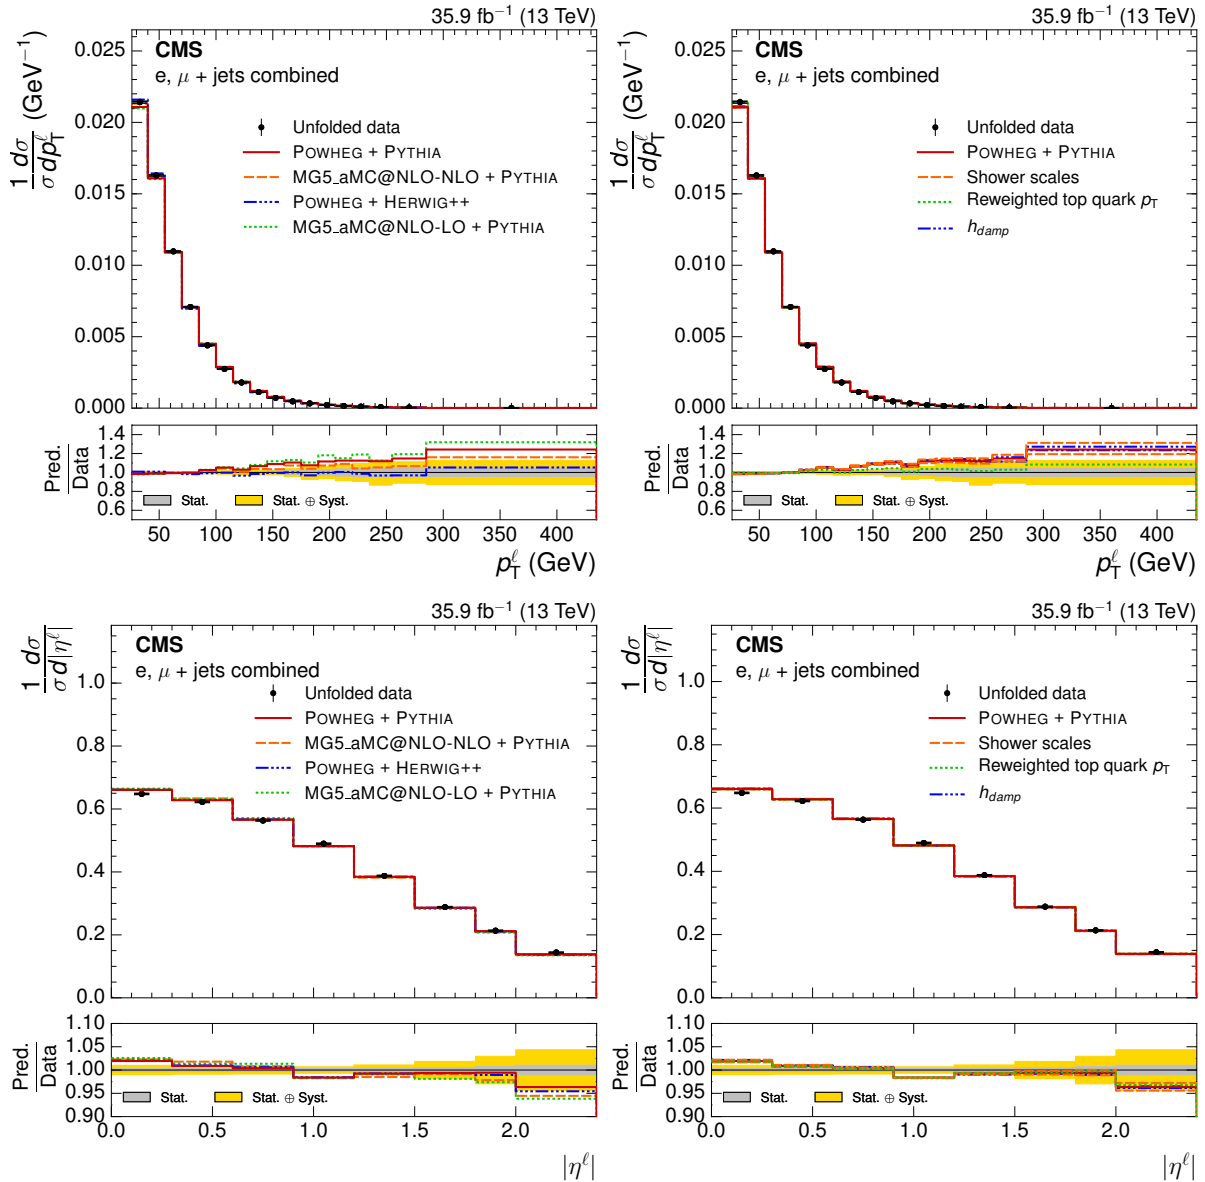 35.9 fb⁻¹ (13 TeV)
CMS
e, μ + jets combined
1/σ dσ/dp_T^ℓ (GeV⁻¹)
0.025
0.020
0.015
0.010
0.005
0.000
Unfolded data
POWHEG + PYTHIA
MG5_aMC@NLO-NLO + PYTHIA
POWHEG + HERWIG++
MG5_aMC@NLO-LO + PYTHIA
Pred.
Data
1.4
1.2
1.0
0.8
0.6
Stat.
Stat. ⊕ Syst.
50 100 150 200 250 300 350 400
p_T^ℓ (GeV)
35.9 fb⁻¹ (13 TeV)
CMS
e, μ + jets combined
1/σ dσ/dp_T^ℓ (GeV⁻¹)
0.025
0.020
0.015
0.010
0.005
0.000
Unfolded data
POWHEG + PYTHIA
Shower scales
Reweighted top quark p_T
h_damp
Pred.
Data
1.4
1.2
1.0
0.8
0.6
Stat.
Stat. ⊕ Syst.
50 100 150 200 250 300 350 400
p_T^ℓ (GeV)
35.9 fb⁻¹ (13 TeV)
CMS
e, μ + jets combined
1/σ dσ/d|η^ℓ|
1.0
0.8
0.6
0.4
0.2
0.0
Unfolded data
POWHEG + PYTHIA
MG5_aMC@NLO-NLO + PYTHIA
POWHEG + HERWIG++
MG5_aMC@NLO-LO + PYTHIA
Pred.
Data
1.10
1.05
1.00
0.95
0.90
Stat.
Stat. ⊕ Syst.
0.0 0.5 1.0 1.5 2.0
|η^ℓ|
35.9 fb⁻¹ (13 TeV)
CMS
e, μ + jets combined
1/σ dσ/d|η^ℓ|
1.0
0.8
0.6
0.4
0.2
0.0
Unfolded data
POWHEG + PYTHIA
Shower scales
Reweighted top quark p_T
h_damp
Pred.
Data
1.10
1.05
1.00
0.95
0.90
Stat.
Stat. ⊕ Syst.
0.0 0.5 1.0 1.5 2.0
|η^ℓ|